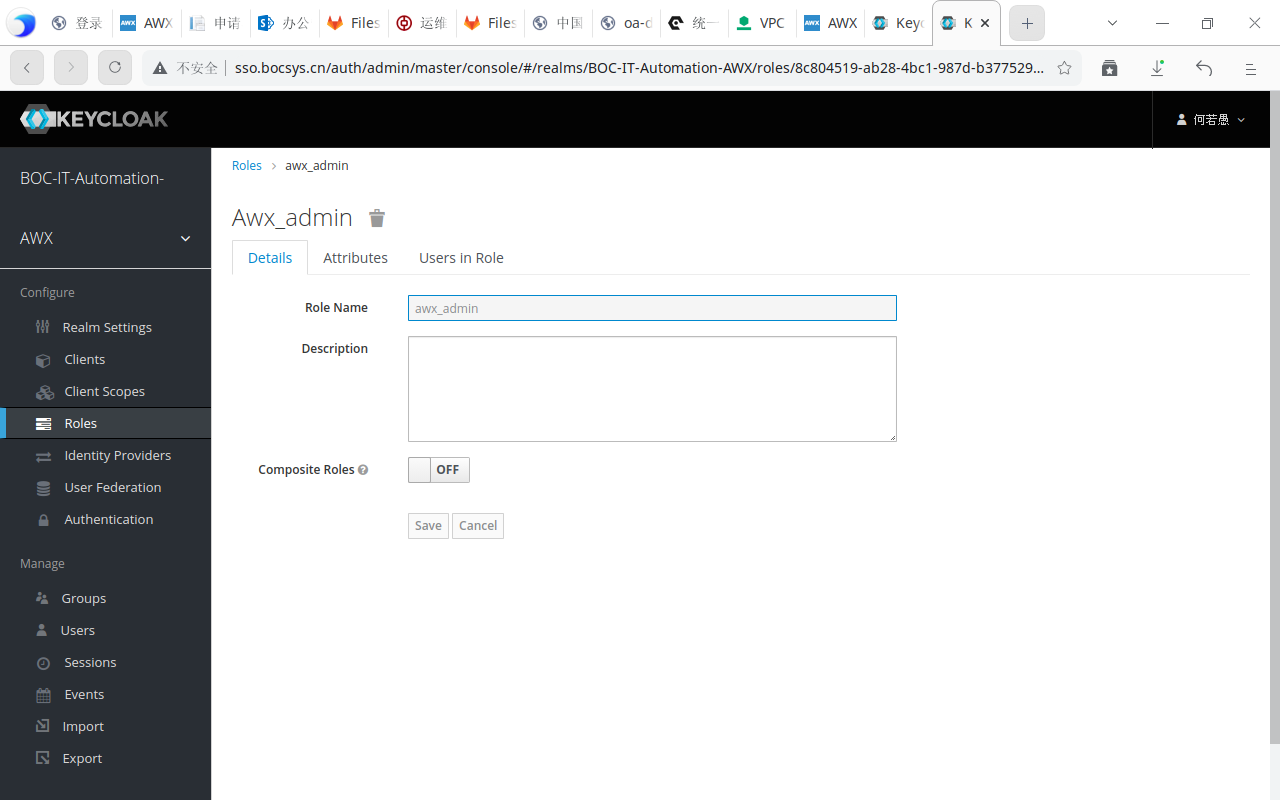 登录
AWX
申请
办公
Files
运维
Files
中国
oa-d
统一
VPC
AWX
Keyc
K
不安全
sso.bocsys.cn/auth/admin/master/console/#/realms/BOC-IT-Automation-AWX/roles/8c804519-ab28-4bc1-987d-b377529...
KEYCLOAK
何若愚
BOC-IT-Automation-
AWX
Configure
Realm Settings
Clients
Client Scopes
Roles
Identity Providers
User Federation
Authentication
Manage
Groups
Users
Sessions
Events
Import
Export
Roles > awx_admin
Awx_admin
Details Attributes Users in Role
Role Name awx_admin
Description
Composite Roles OFF
Save Cancel